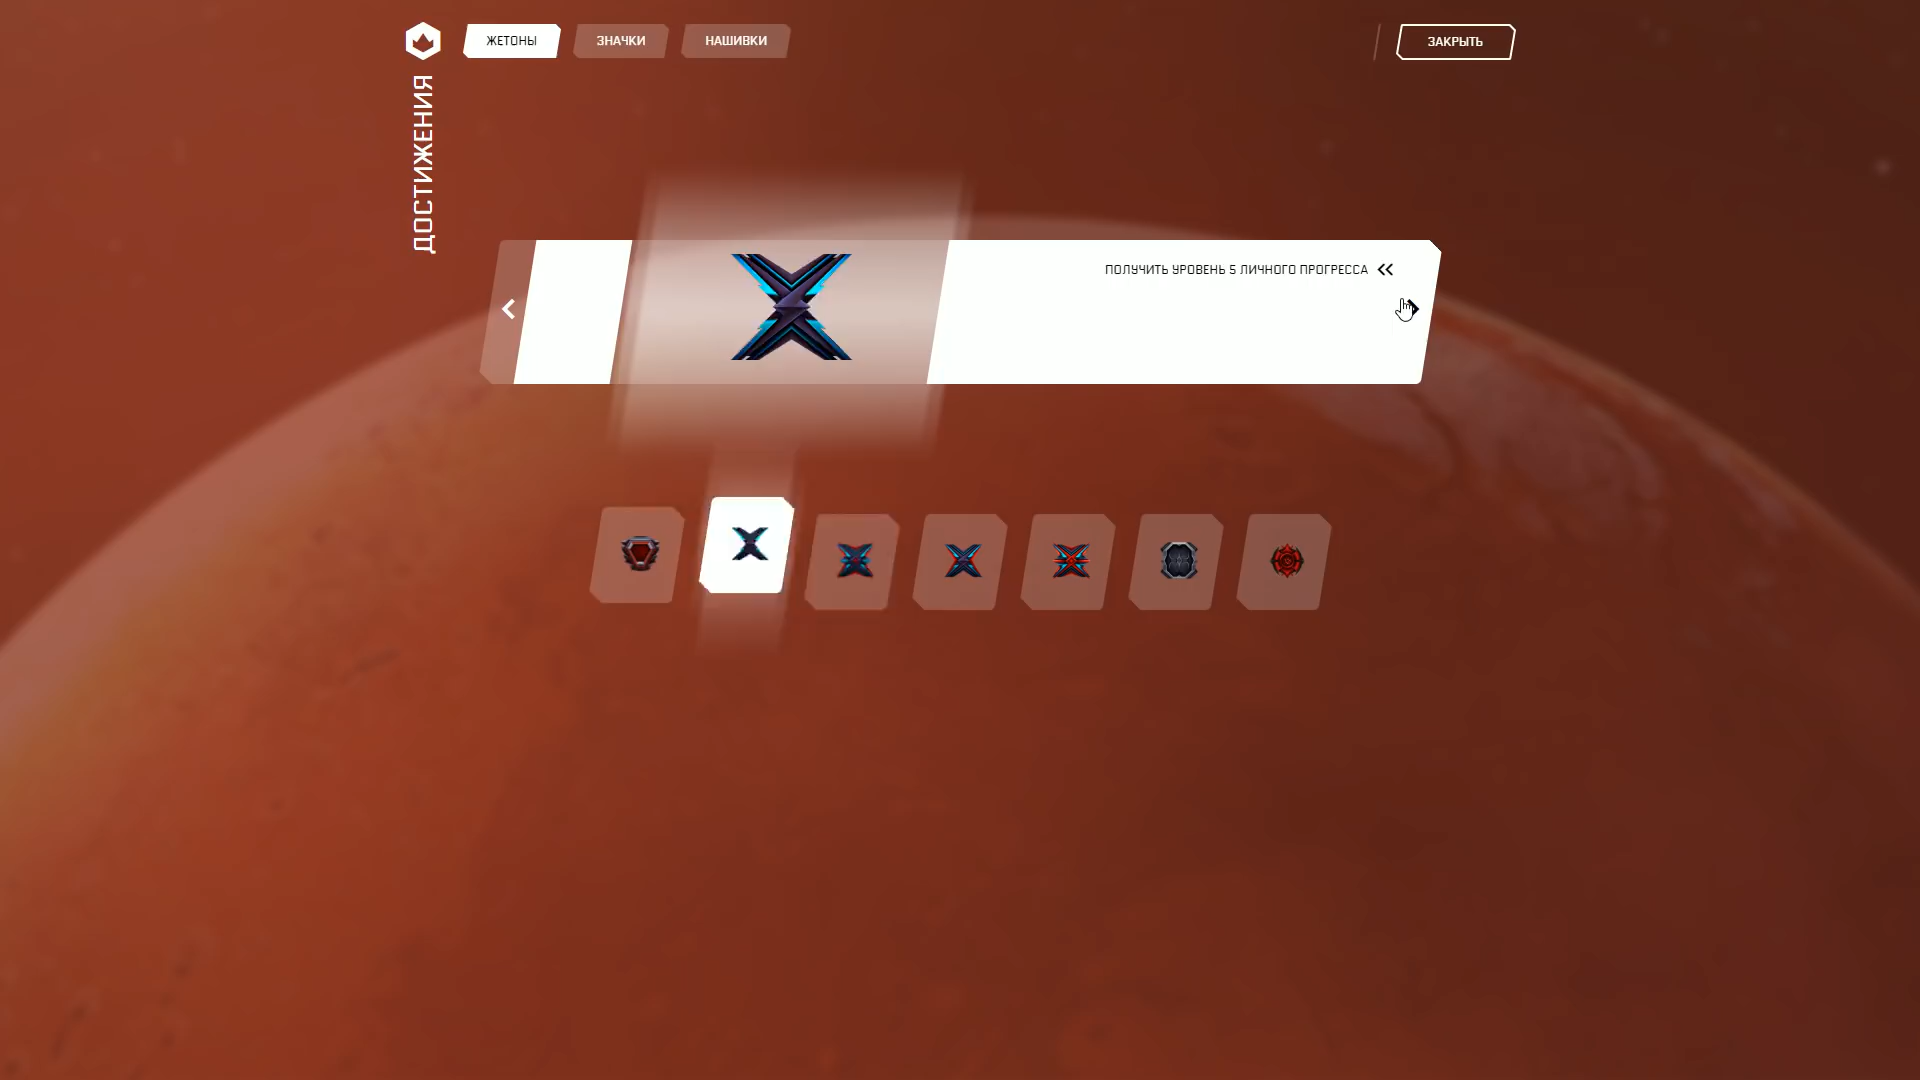 ЖЕТОНЫ
ЗНАЧКИ
НАШИВКИ
ЗАКРЫТЬ
ДОСТИЖЕНИЯ
ПОЛУЧИТЬ УРОВЕНЬ 5 ЛИЧНОГО ПРОГРЕССА